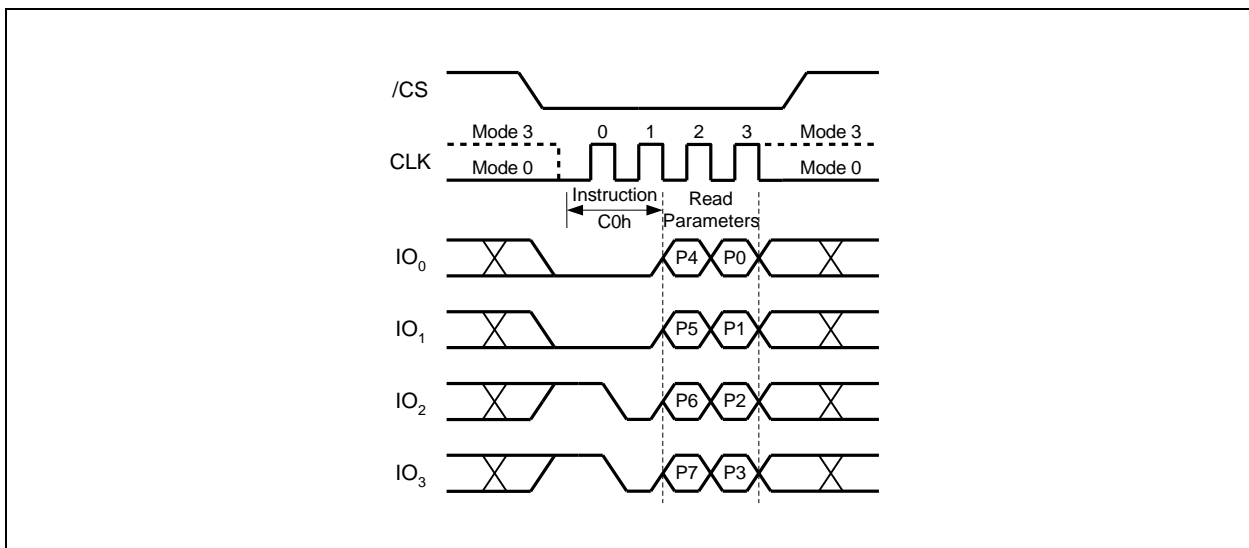 /CS
Mode 3 0 1 2 3 Mode 3
CLK
Mode 0 Mode 0
Instruction Read
C0h Parameters
IO0 P4 P0
IO1 P5 P1
IO2 P6 P2
IO3 P7 P3